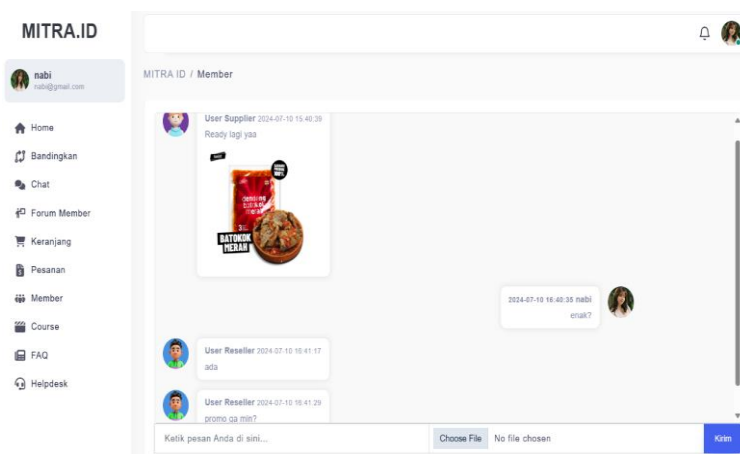 MITRA.ID
nabi
nabi@gmail.com
Home
Bandingkan
Chat
Forum Member
Keranjang
Pesanan
Member
Course
FAQ
Helpdesk
MITRA ID / Member
User Supplier 2024-07-10 15:40:39
Ready lagi yaa
dendeng
batokok
BATOKOK
MERAH
2024-07-10 16:40:35 nabi
enak?
User Reseller 2024-07-10 16:41:17
ada
User Reseller 2024-07-10 16:41:29
promo ga min?
Ketik pesan Anda di sini...
Choose File No file chosen
Kirim